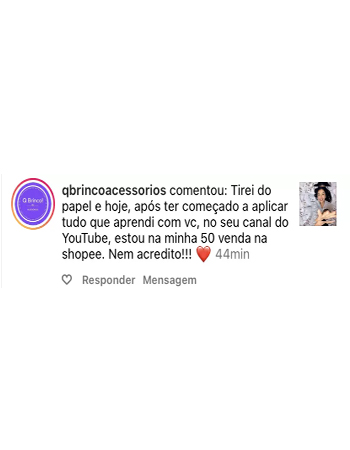 qbrincoacessorios comentou: Tirei do
papel e hoje, após ter começado a aplicar
tudo que aprendi com vc, no seu canal do
YouTube, estou na minha 50 venda na
shopee. Nem acredito!!! ❤️ 44min
Responder Mensagem
Q Brinco!